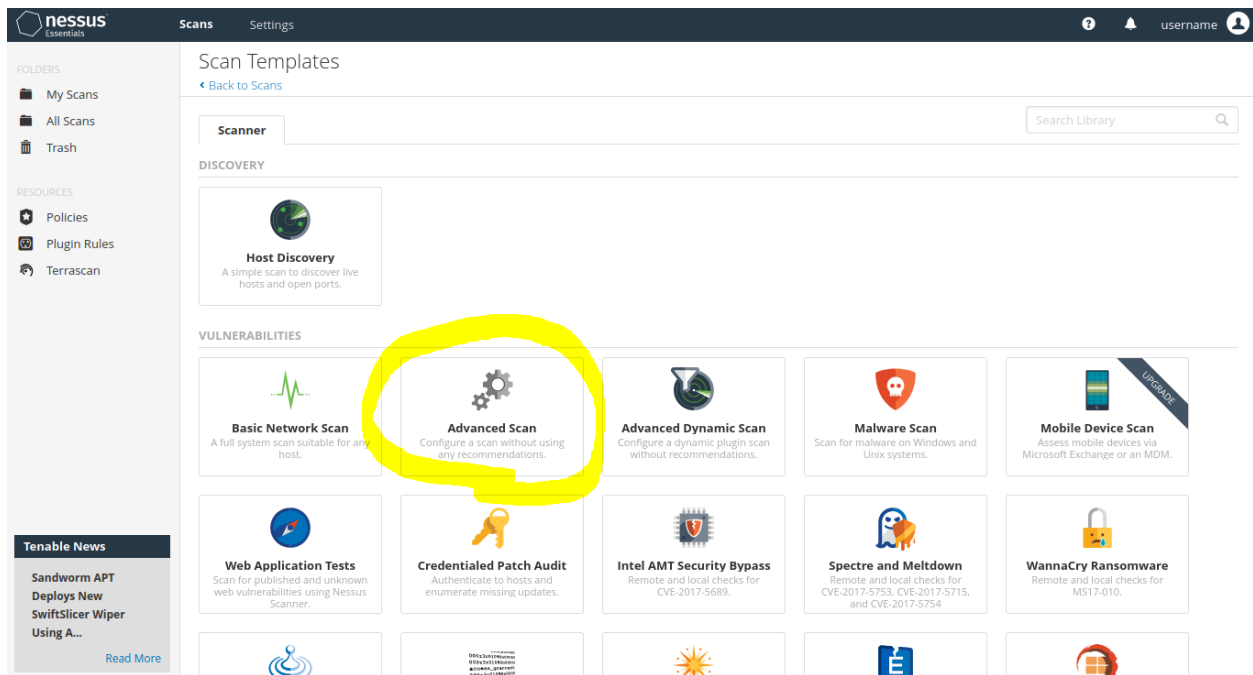 nessus
Essentials
Scans
Settings
username
FOLDERS
My Scans
All Scans
Trash
RESOURCES
Policies
Plugin Rules
Terrascan
Tenable News
Sandworm APT
Deploys New
SwiftSlicer Wiper
Using A...
Read More
Scan Templates
Back to Scans
Scanner
Search Library
DISCOVERY
Host Discovery
A simple scan to discover live
hosts and open ports.
VULNERABILITIES
Basic Network Scan
A full system scan suitable for any
host.
Advanced Scan
Configure a scan without using
any recommendations.
Advanced Dynamic Scan
Configure a dynamic plugin scan
without recommendations.
Malware Scan
Scan for malware on Windows and
Unix systems.
UPGRADE
Mobile Device Scan
Assess mobile devices via
Microsoft Exchange or an MDM.
Web Application Tests
Scan for published and unknown
web vulnerabilities using Nessus
Scanner.
Credentialed Patch Audit
Authenticate to hosts and
enumerate missing updates.
Intel AMT Security Bypass
Remote and local checks for
CVE-2017-5689.
Spectre and Meltdown
Remote and local checks for
CVE-2017-5753, CVE-2017-5715,
and CVE-2017-5754
WannaCry Ransomware
Remote and local checks for
MS17-010.